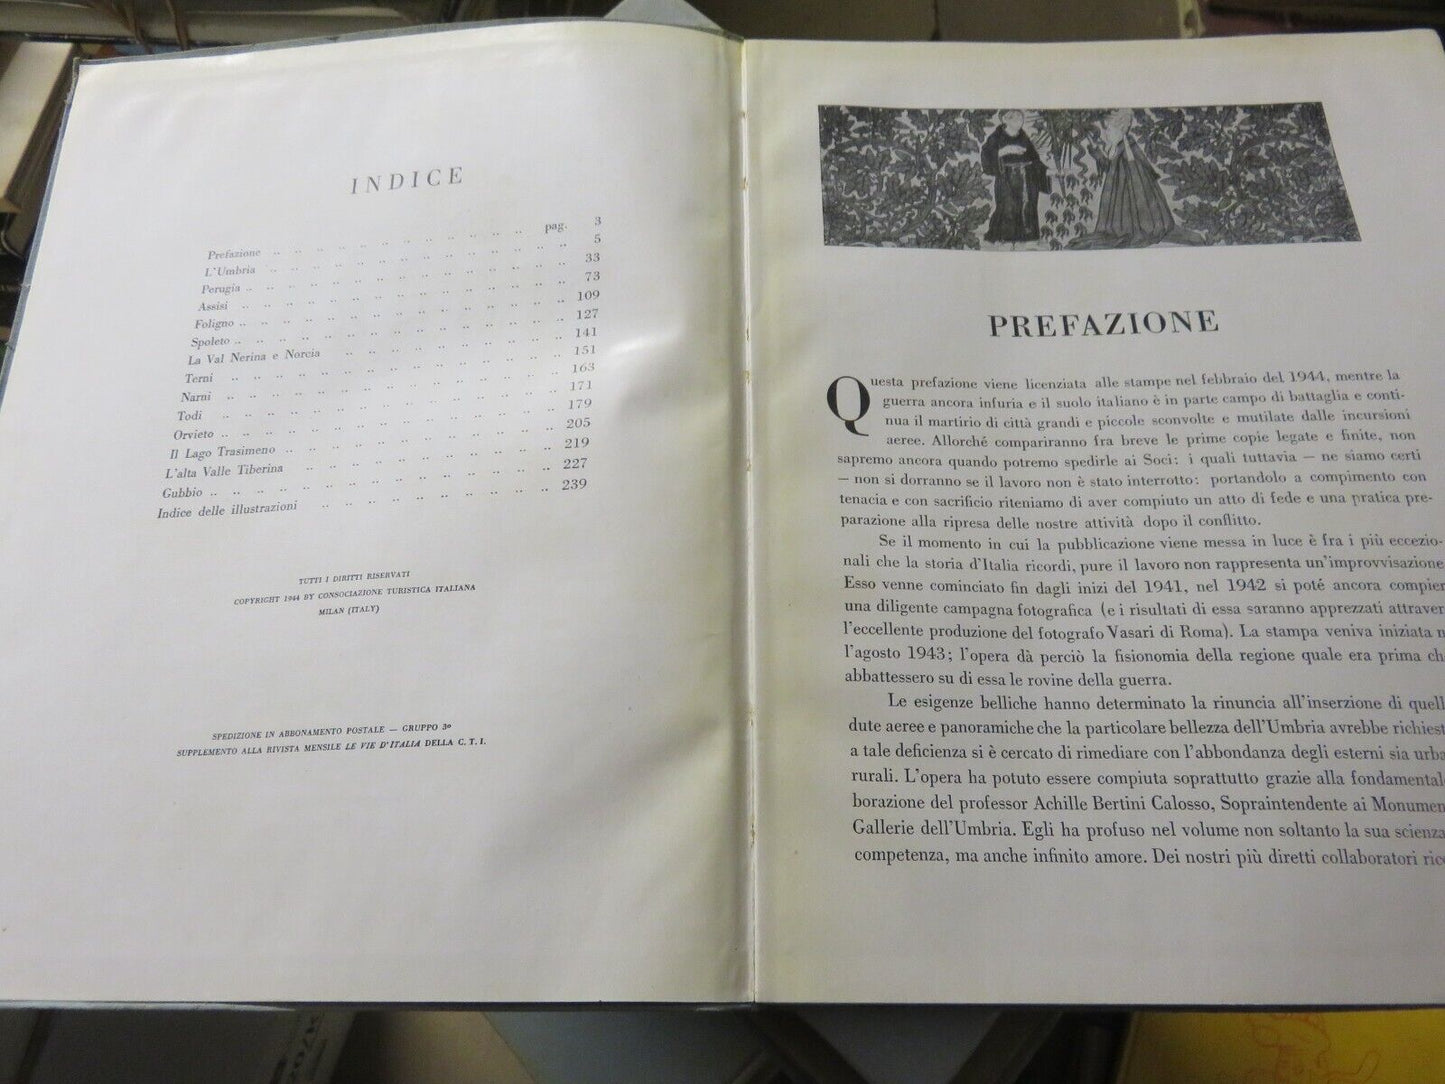 INDICE
pag.
Prefazione .. .. .. .. .. .. .. .. .. .. .. .. 3
L'Umbria .. .. .. .. .. .. .. .. .. .. .. .. 5
Perugia .. .. .. .. .. .. .. .. .. .. .. .. 33
Assisi .. .. .. .. .. .. .. .. .. .. .. .. 73
Foligno .. .. .. .. .. .. .. .. .. .. .. .. 109
Spoleto .. .. .. .. .. .. .. .. .. .. .. .. 127
La Val Nerina e Norcia .. .. .. .. .. .. .. .. 141
Terni .. .. .. .. .. .. .. .. .. .. .. .. 151
Narni .. .. .. .. .. .. .. .. .. .. .. .. 163
Todi .. .. .. .. .. .. .. .. .. .. .. .. 171
Orvieto .. .. .. .. .. .. .. .. .. .. .. .. 179
Il Lago Trasimeno .. .. .. .. .. .. .. .. .. 205
L'alta Valle Tiberina .. .. .. .. .. .. .. .. 219
Gubbio .. .. .. .. .. .. .. .. .. .. .. .. 227
Indice delle illustrazioni .. .. .. .. .. .. .. 239
TUTTI I DIRITTI RISERVATI
COPYRIGHT 1944 BY CONSOCIAZIONE TURISTICA ITALIANA
MILAN (ITALY)
SPEDIZIONE IN ABBONAMENTO POSTALE — GRUPPO 3º
SUPPLEMENTO ALLA RIVISTA MENSILE LE VIE D'ITALIA DELLA C. T. I.
PREFAZIONE
Questa prefazione viene licenziata alle stampe nel febbraio del 1944, mentre la
guerra ancora infuria e il suolo italiano è in parte campo di battaglia e conti-
nua il martirio di città grandi e piccole sconvolte e mutilate dalle incursioni
aeree. Allorché compariranno fra breve le prime copie legate e finite, non
sapremo ancora quando potremo spedirle ai Soci: i quali tuttavia — ne siamo certi
— non si dorranno se il lavoro non è stato interrotto: portandolo a compimento con
tenacia e con sacrificio riteniamo di aver compiuto un atto di fede e una pratica pre-
parazione alla ripresa delle nostre attività dopo il conflitto.
Se il momento in cui la pubblicazione viene messa in luce è fra i più eccezio-
nali che la storia d'Italia ricordi, pure il lavoro non rappresenta un'improvvisazione
Esso venne cominciato fin dagli inizi del 1941, nel 1942 si poté ancora compier
una diligente campagna fotografica (e i risultati di essa saranno apprezzati attraver
l'eccellente produzione del fotografo Vasari di Roma). La stampa veniva iniziata n
l'agosto 1943; l'opera dà perciò la fisionomia della regione quale era prima ch
abbattessero su di essa le rovine della guerra.
Le esigenze belliche hanno determinato la rinuncia all'inserzione di quell
dute aeree e panoramiche che la particolare bellezza dell'Umbria avrebbe richiest
a tale deficienza si è cercato di rimediare con l'abbondanza degli esterni sia urba
rurali. L'opera ha potuto essere compiuta soprattutto grazie alla fondamental
borazione del professor Achille Bertini Calosso, Sopraintendente ai Monumen
Gallerie dell'Umbria. Egli ha profuso nel volume non soltanto la sua scienza
competenza, ma anche infinito amore. Dei nostri più diretti collaboratori rico